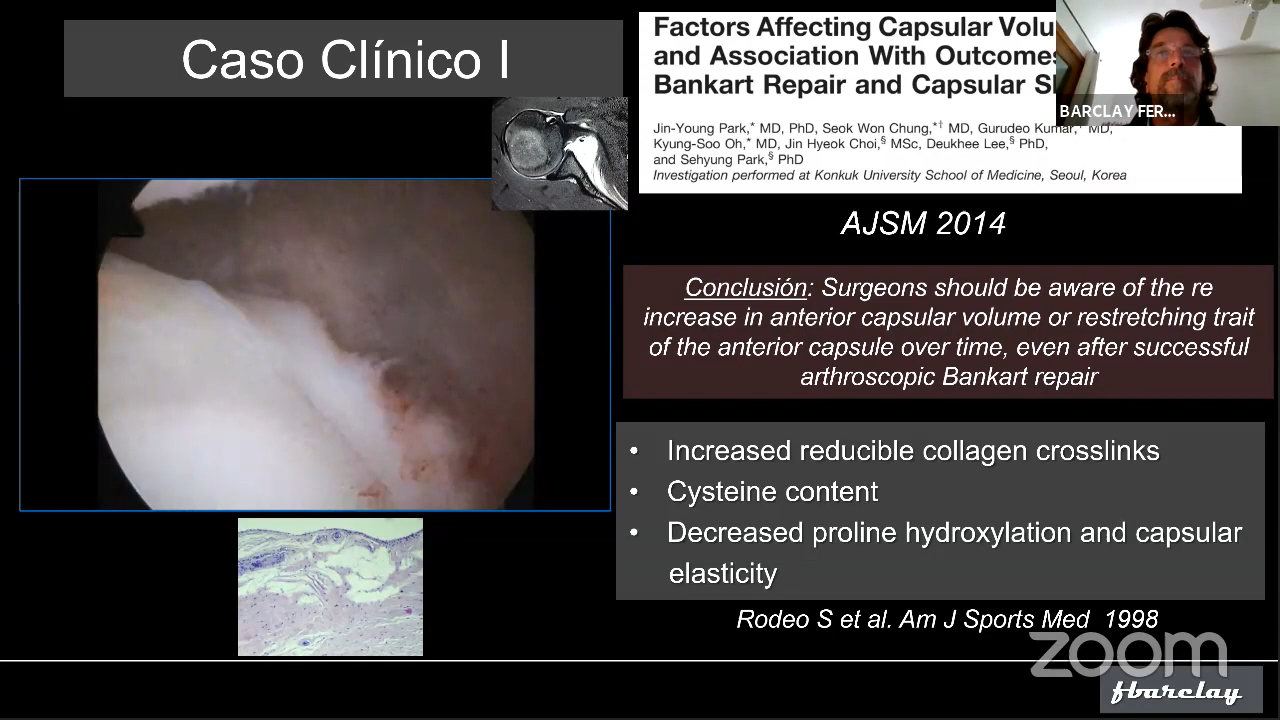 Caso Clínico I
Factors Affecting Capsular Volu
and Association With Outcomes
Bankart Repair and Capsular S
BARCLAY FER...
Jin-Young Park,* MD, PhD, Seok Won Chung,*† MD, Gurudeo Kumar,* MD,
Kyung-Soo Oh,* MD, Jin Hyeok Choi,§ MSc, Deukhee Lee,§ PhD,
and Sehyung Park,§ PhD
Investigation performed at Konkuk University School of Medicine, Seoul, Korea
AJSM 2014
Conclusión: Surgeons should be aware of the re
increase in anterior capsular volume or restretching trait
of the anterior capsule over time, even after successful
arthroscopic Bankart repair
• Increased reducible collagen crosslinks
• Cysteine content
• Decreased proline hydroxylation and capsular
elasticity
Rodeo S et al. Am J Sports Med 1998
zoom
fbarclay